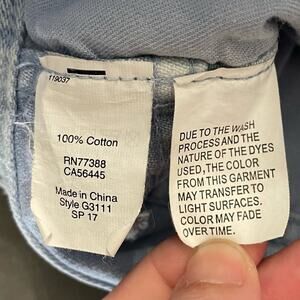 119037
100% Cotton
RN77388
CA56445
Made in China
Style G3111
SP 17
DUE TO THE WASH
PROCESS AND THE
NATURE OF THE DYES
USED, THE COLOR
FROM THIS GARMENT
MAY TRANSFER TO
LIGHT SURFACES.
COLOR MAY FADE
OVER TIME.